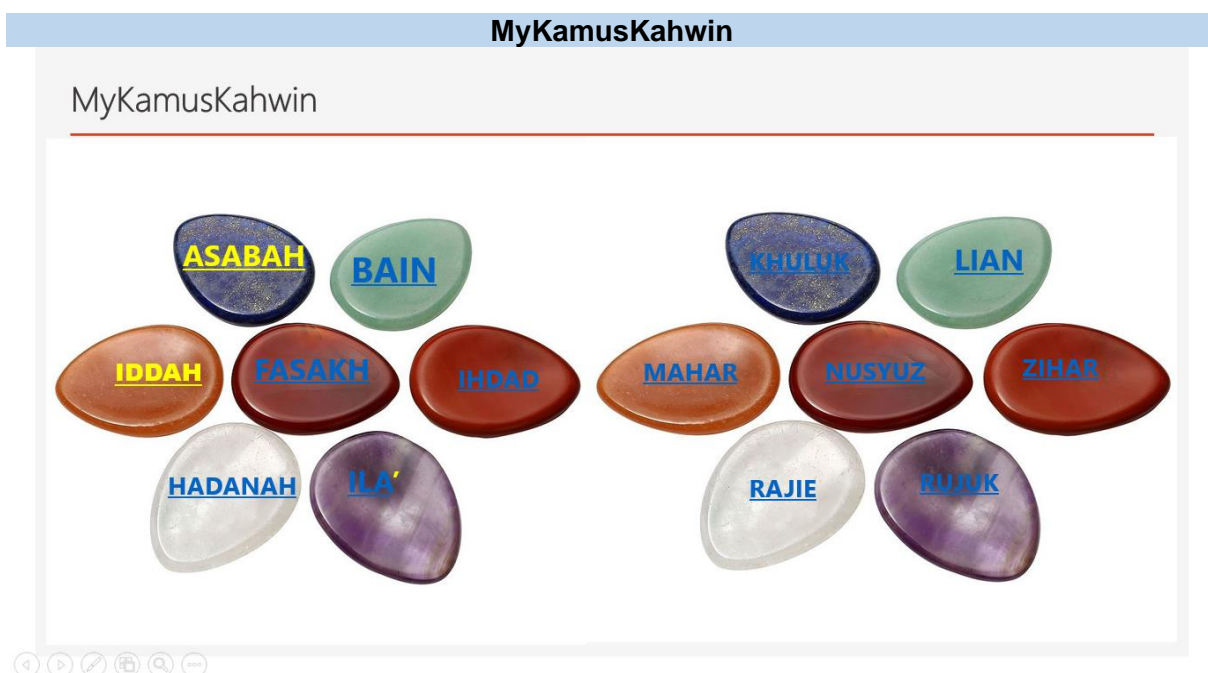 MyKamusKahwin
MyKamusKahwin
ASABAH
BAIN
IDDAH
FASAKH
IHDAD
HADANAH
ILA’
KHULUK
LIAN
MAHAR
NUSYUZ
ZIHAR
RAJIE
RUJUK